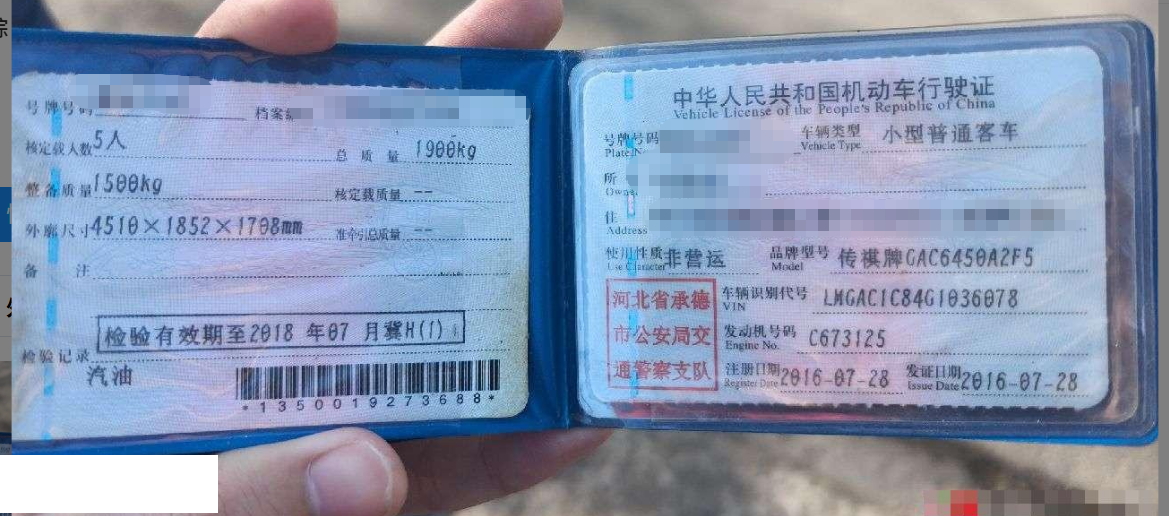 号牌号码
档案编
核定载人数 5人
总质量 1900kg
整备质量 1500kg
核定载质量 --
外廓尺寸 4510×1852×1708mm
准牵引总质量 --
备注
检验有效期至2018 年07 月冀H(1)
检验记录
汽油
*1350019273688*
中华人民共和国机动车行驶证
Vehicle License of the People's Republic of China
号牌号码
车辆类型 小型普通客车
Plate N
Vehicle Type
所
Owne
住
Address
使用性质 非营运
品牌型号 传祺牌GAC6450A2F5
Use Character
Model
河北省承德
市公安局交
通警察支队
车辆识别代号 LMGAC1C84G1036078
VIN
发动机号码 C673125
Engine No.
注册日期 2016-07-28
发证日期 2016-07-28
Register Date
Issue Date